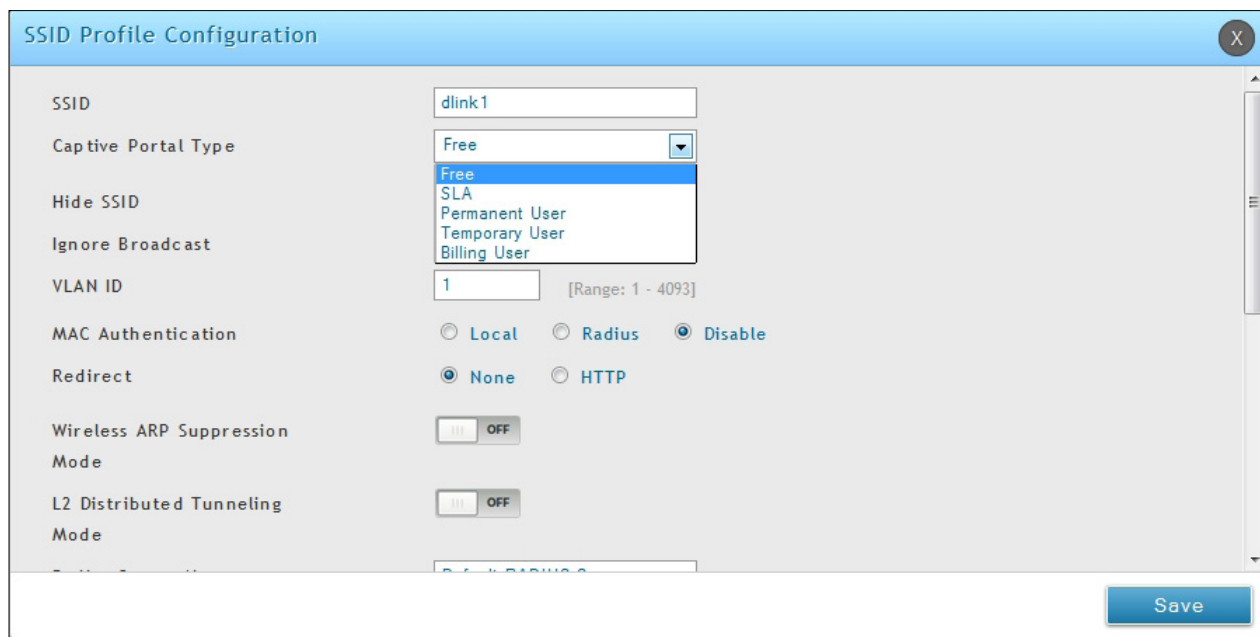 SSID Profile Configuration
X
SSID
dlink1
Captive Portal Type
Free
Free
SLA
Permanent User
Temporary User
Billing User
Hide SSID
Ignore Broadcast
VLAN ID
1
[Range: 1 - 4093]
MAC Authentication
Local
Radius
Disable
Redirect
None
HTTP
Wireless ARP Suppression
Mode
OFF
L2 Distributed Tunneling
Mode
OFF
Save